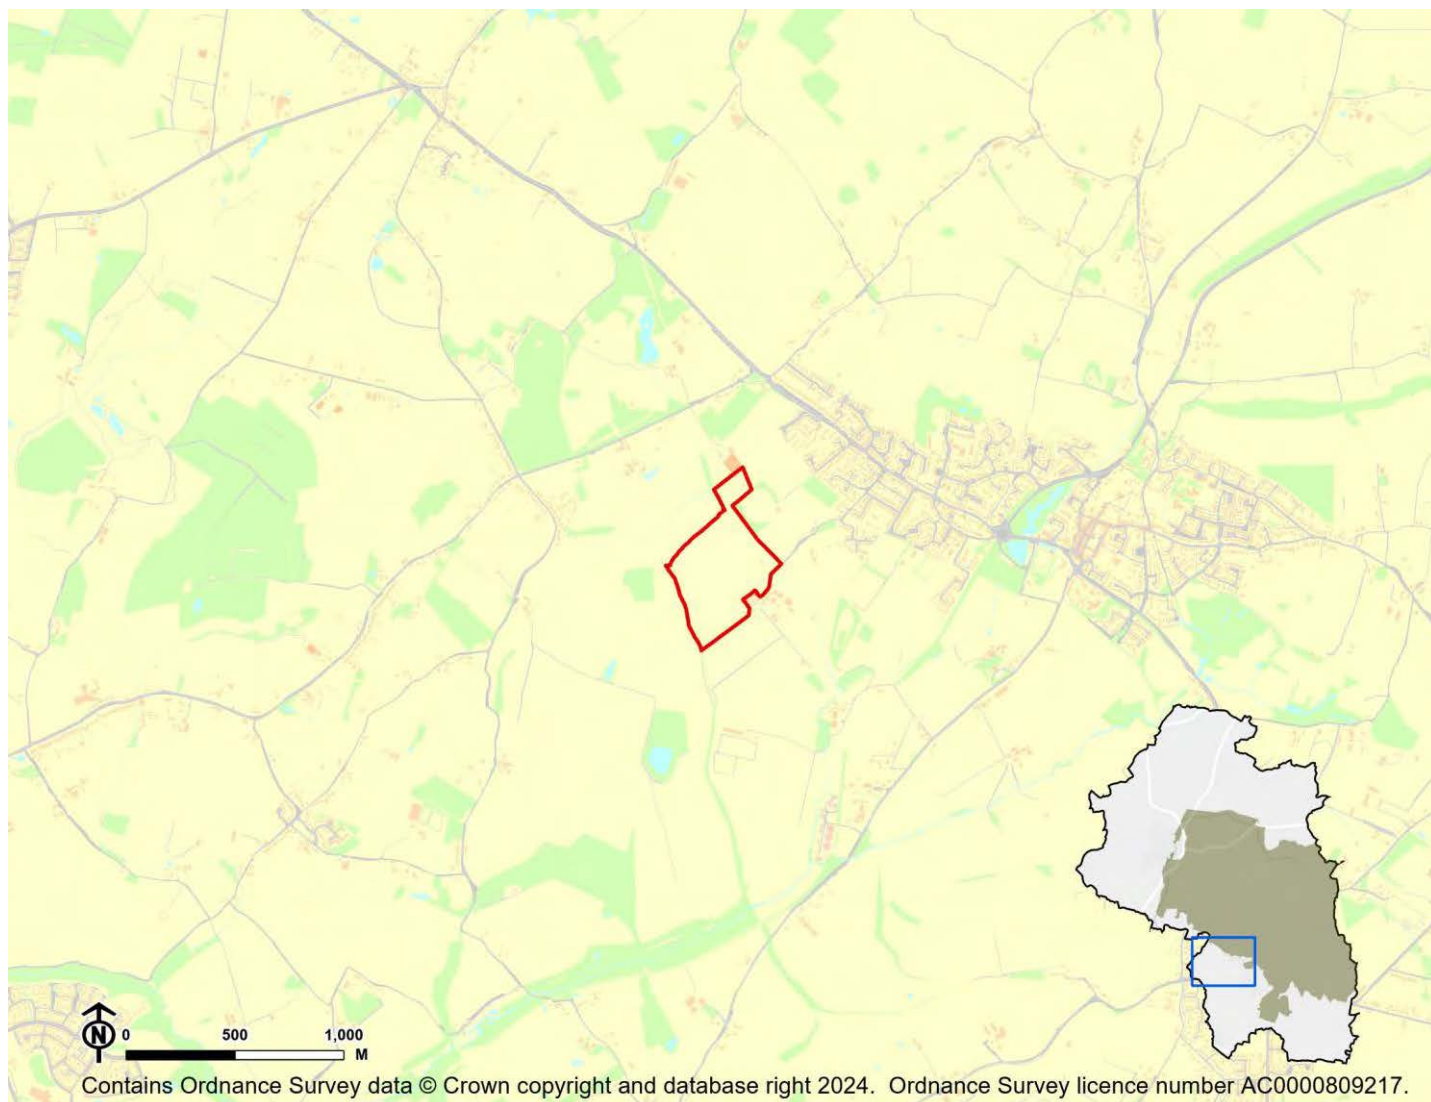 N
0 500 1,000
M
Contains Ordnance Survey data © Crown copyright and database right 2024. Ordnance Survey licence number AC0000809217.